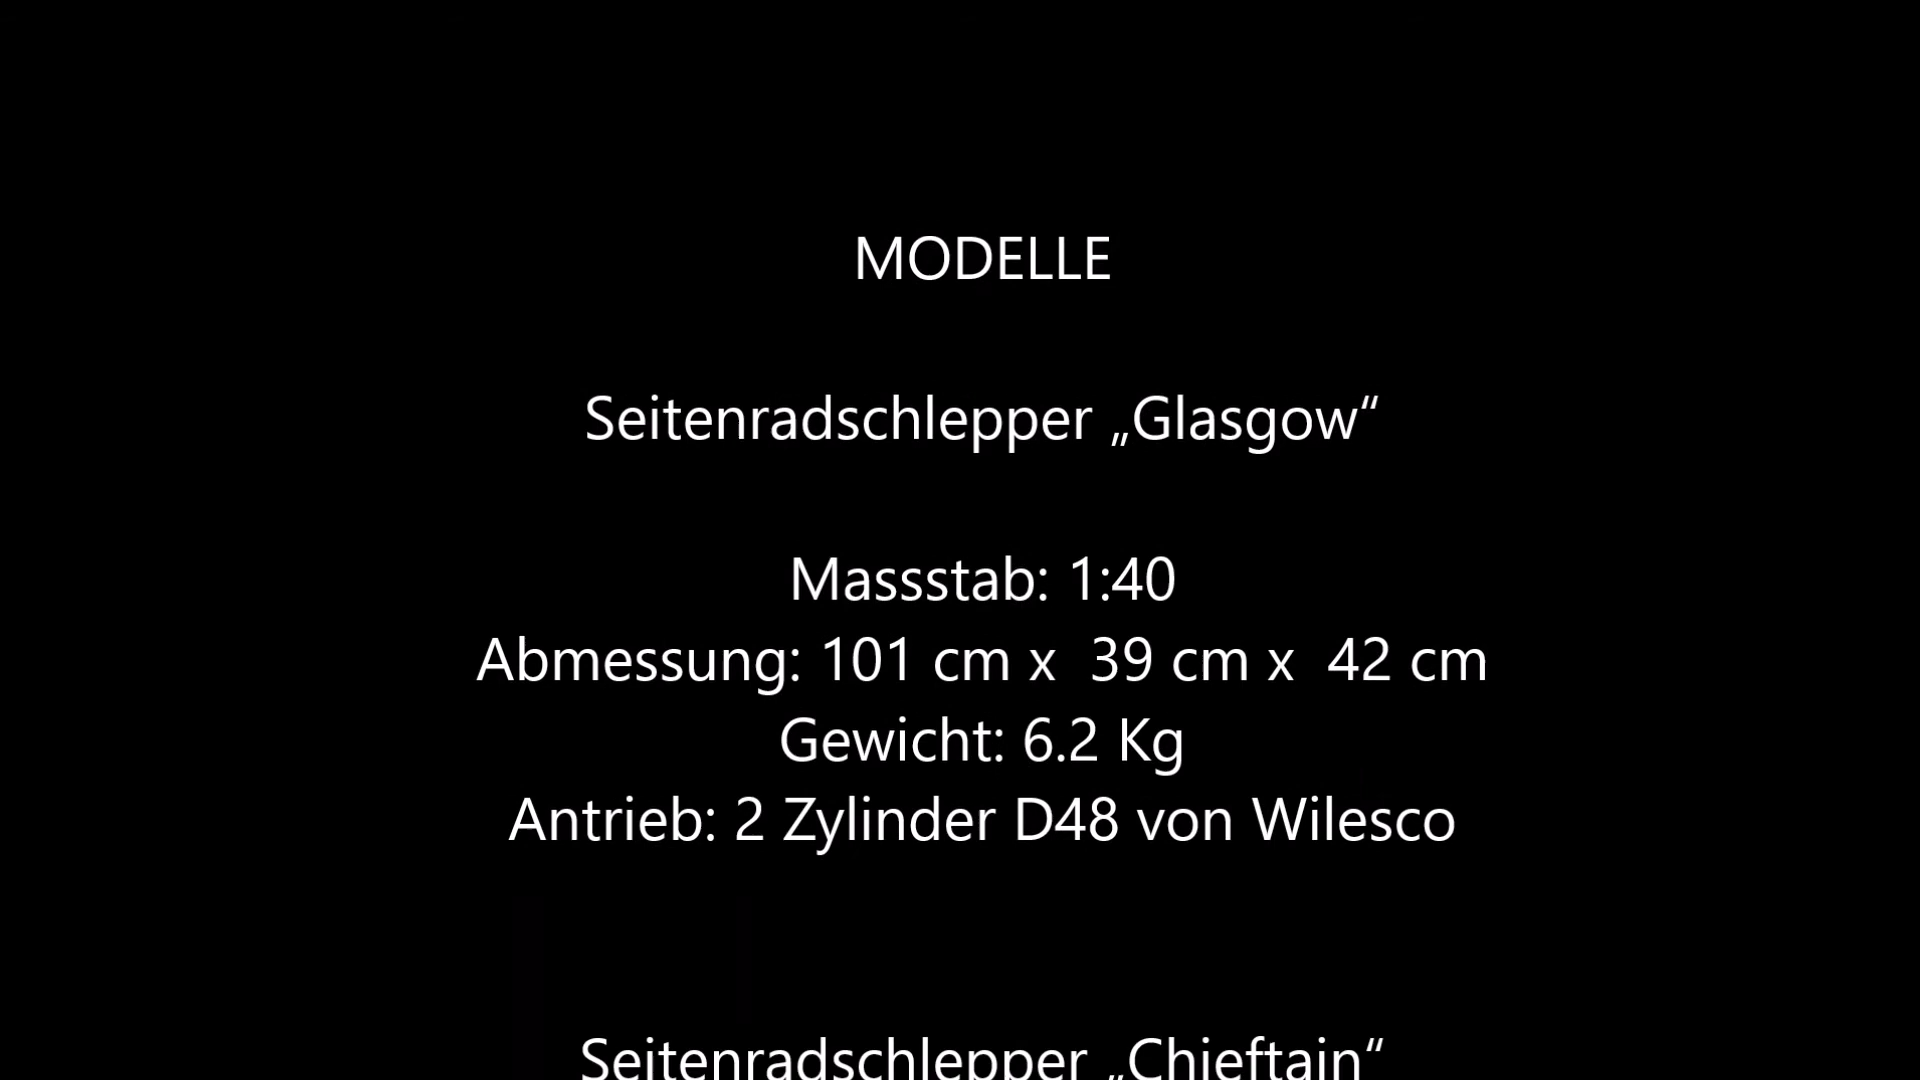 MODELLE
Seitenradschlepper „Glasgow“
Massstab: 1:40
Abmessung: 101 cm x  39 cm x  42 cm
Gewicht: 6.2 Kg
Antrieb: 2 Zylinder D48 von Wilesco
Seitenradschlepper „Chieftain“